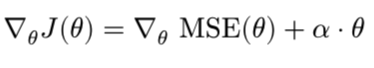 ∇θJ(θ) = ∇θ MSE(θ) + α · θ